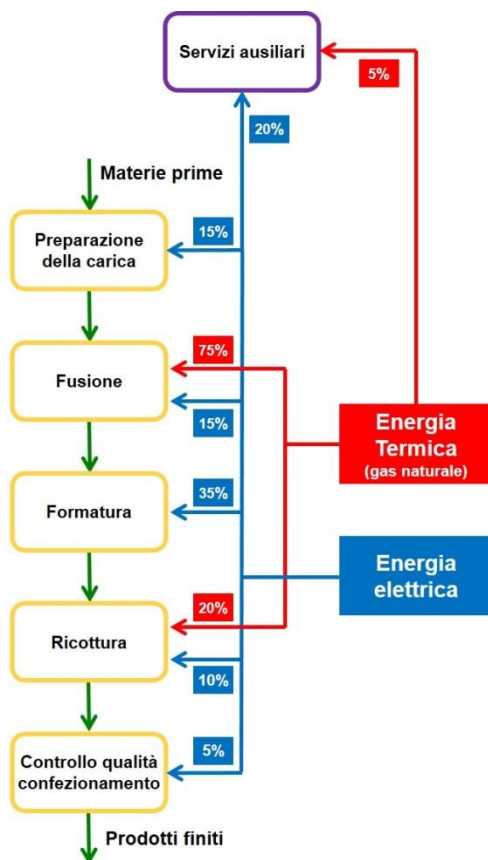 Servizi ausiliari
5%
20%
Materie prime
Preparazione
della carica
15%
75%
Fusione
15%
Energia
Termica
(gas naturale)
Formatura
35%
Energia
elettrica
20%
Ricottura
10%
5%
Controllo qualità
confezionamento
Prodotti finiti